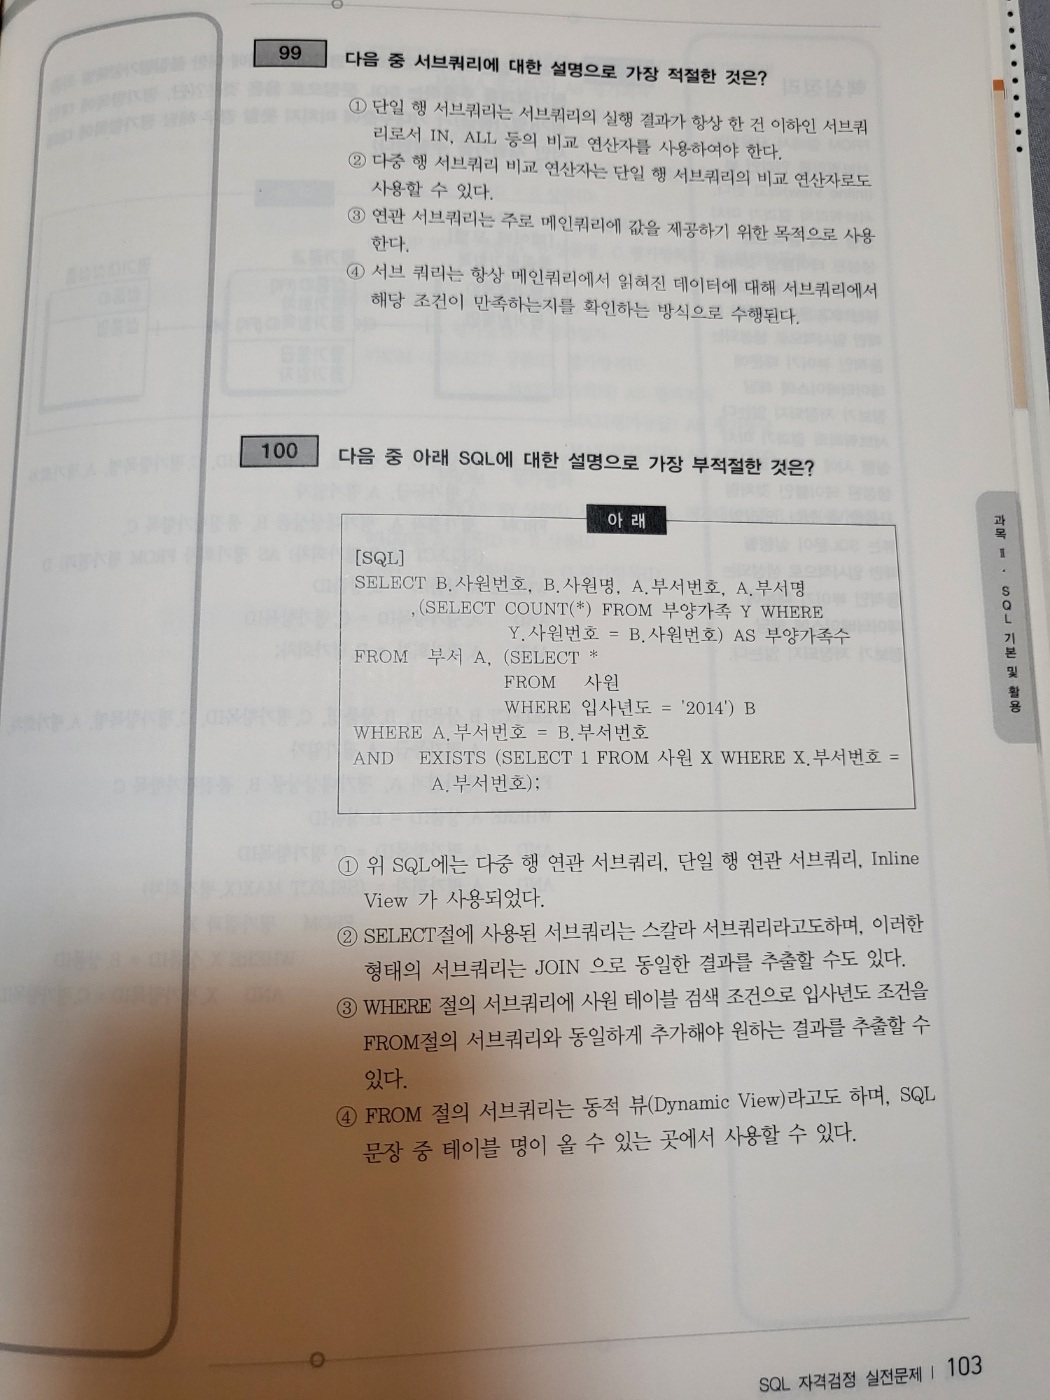 99
다음 중 서브쿼리에 대한 설명으로 가장 적절한 것은?
① 단일 행 서브쿼리는 서브쿼리의 실행 결과가 항상 한 건 이하인 서브쿼
리로서 IN, ALL 등의 비교 연산자를 사용하여야 한다.
② 다중 행 서브쿼리 비교 연산자는 단일 행 서브쿼리의 비교 연산자로도
사용할 수 있다.
③ 연관 서브쿼리는 주로 메인쿼리에 값을 제공하기 위한 목적으로 사용
한다.
④ 서브 쿼리는 항상 메인쿼리에서 읽혀진 데이터에 대해 서브쿼리에서
해당 조건이 만족하는지를 확인하는 방식으로 수행된다.
100
다음 중 아래 SQL에 대한 설명으로 가장 부적절한 것은?
아 래
[SQL]
SELECT B.사원번호, B.사원명, A.부서번호, A.부서명
,(SELECT COUNT(*) FROM 부양가족 Y WHERE
Y.사원번호 = B.사원번호) AS 부양가족수
FROM 부서 A, (SELECT *
FROM 사원
WHERE 입사년도 = '2014') B
WHERE A.부서번호 = B.부서번호
AND EXISTS (SELECT 1 FROM 사원 X WHERE X.부서번호 =
A.부서번호);
① 위 SQL에는 다중 행 연관 서브쿼리, 단일 행 연관 서브쿼리, Inline
View 가 사용되었다.
② SELECT절에 사용된 서브쿼리는 스칼라 서브쿼리라고도하며, 이러한
형태의 서브쿼리는 JOIN 으로 동일한 결과를 추출할 수도 있다.
③ WHERE 절의 서브쿼리에 사원 테이블 검색 조건으로 입사년도 조건을
FROM절의 서브쿼리와 동일하게 추가해야 원하는 결과를 추출할 수
있다.
④ FROM 절의 서브쿼리는 동적 뷰(Dynamic View)라고도 하며, SQL
문장 중 테이블 명이 올 수 있는 곳에서 사용할 수 있다.
과목 Ⅱ · SQL 기본 및 활용
SQL 자격검정 실전문제 | 103